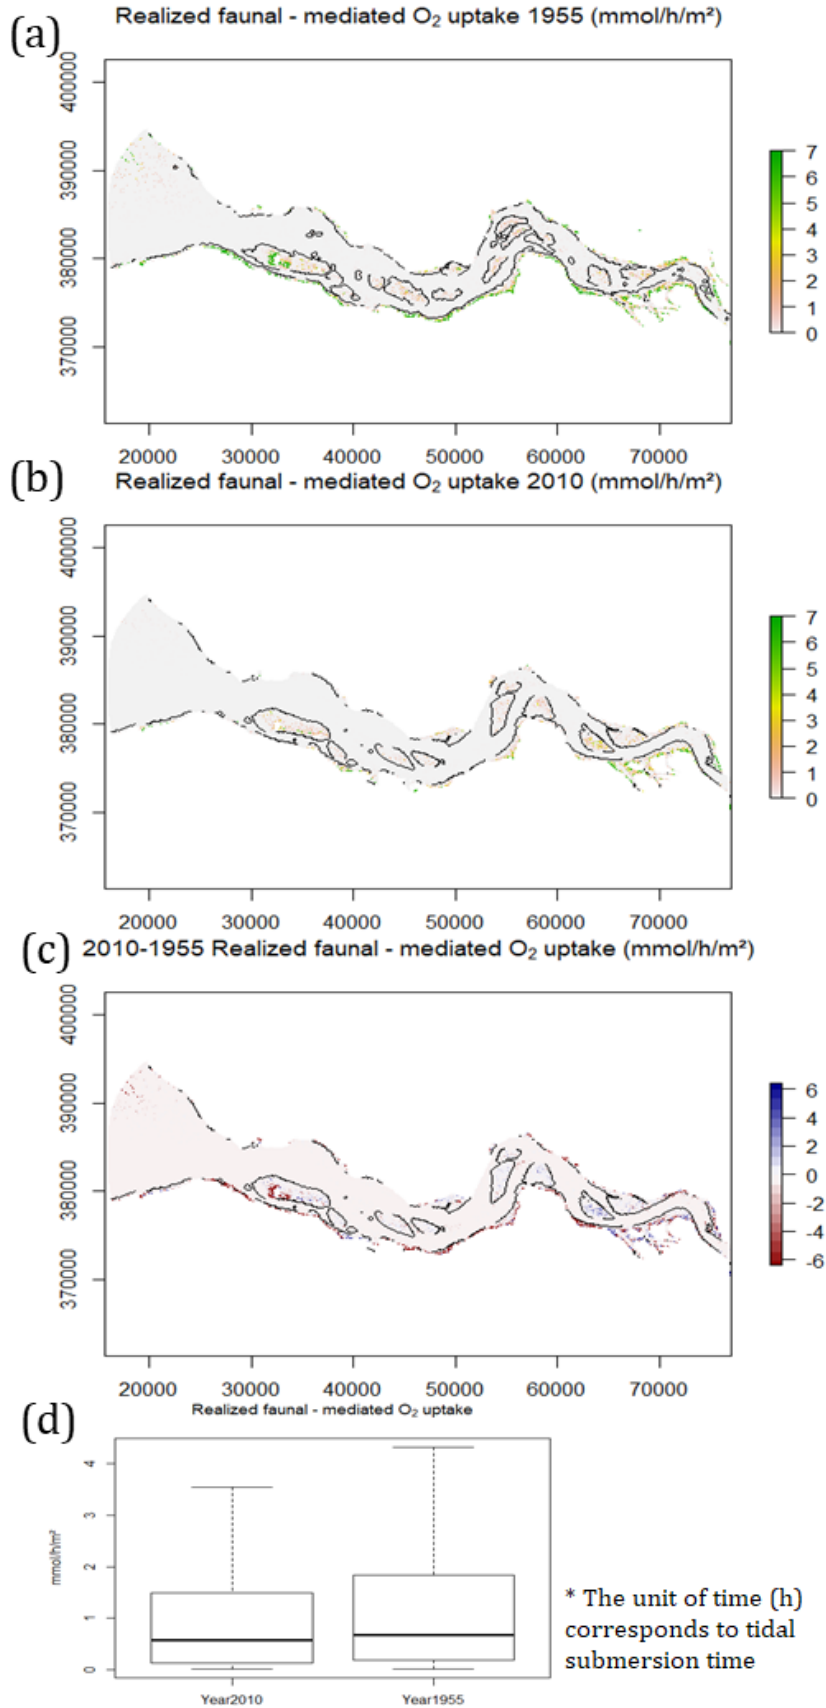 (a)
Realized faunal - mediated O₂ uptake 1955 (mmol/h/m²)
400000
390000
380000
370000
7
6
5
4
3
2
1
0
20000 30000 40000 50000 60000 70000
(b)
Realized faunal - mediated O₂ uptake 2010 (mmol/h/m²)
400000
390000
380000
370000
7
6
5
4
3
2
1
0
20000 30000 40000 50000 60000 70000
(c)
2010-1955 Realized faunal - mediated O₂ uptake (mmol/h/m²)
400000
390000
380000
370000
6
4
2
0
-2
-4
-6
20000 30000 40000 50000 60000 70000
(d)
Realized faunal - mediated O₂ uptake
mmol/h/m²
4
3
2
1
0
Year2010 Year1955
* The unit of time (h)
corresponds to tidal
submersion time